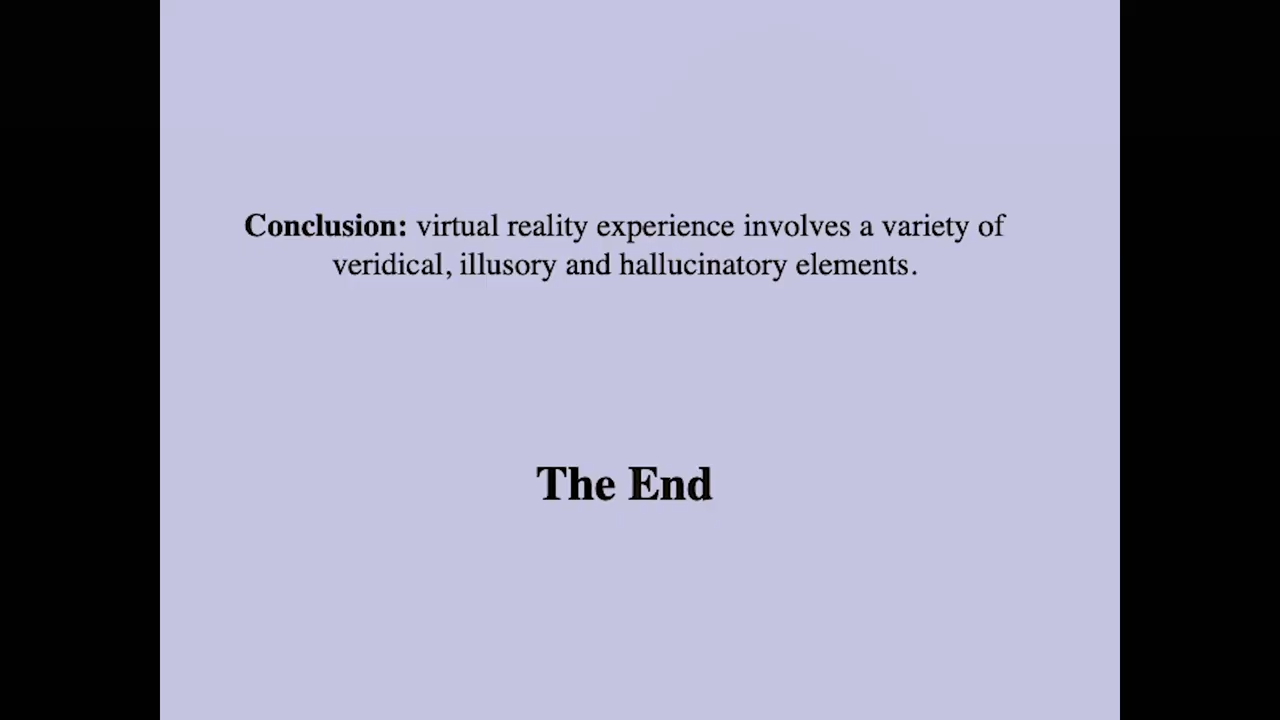 Conclusion: virtual reality experience involves a variety of
veridical, illusory and hallucinatory elements.
The End